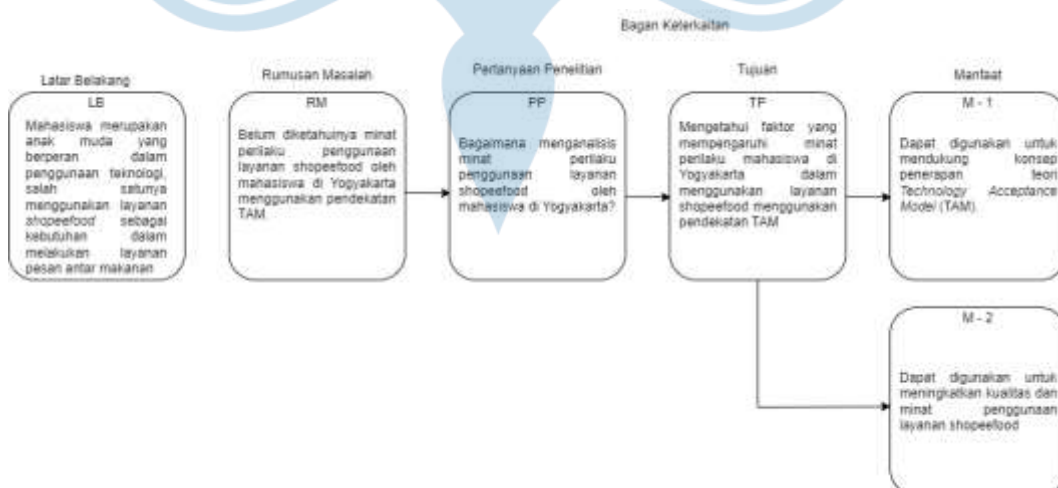 Bagan Keterkaitan
Latar Belakang
LB
Mahasiswa merupakan
anak muda yang
berperan dalam
penggunaan teknologi,
salah satunya
menggunakan layanan
shopeefood sebagai
kebutuhan dalam
melakukan layanan
pesan antar makanan
Rumusan Masalah
RM
Belum diketahuinya minat
perilaku penggunaan
layanan shopeefood oleh
mahasiswa di Yogyakarta
menggunakan pendekatan
TAM
Pertanyaan Penelitian
PP
Bagaimana menganalisis
minat perilaku
penggunaan layanan
shopeefood oleh
mahasiswa di Yogyakarta?
Tujuan
TP
Mengetahui faktor yang
mempengaruhi minat
perilaku mahasiswa di
Yogyakarta dalam
menggunakan layanan
shopeefood menggunakan
pendekatan TAM
Manfaat
M - 1
Dapat digunakan untuk
mendukung konsep
penerapan teori
Technology Acceptance
Model (TAM).
M - 2
Dapat digunakan untuk
meningkatkan kualitas dan
minat penggunaan
layanan shopeefood